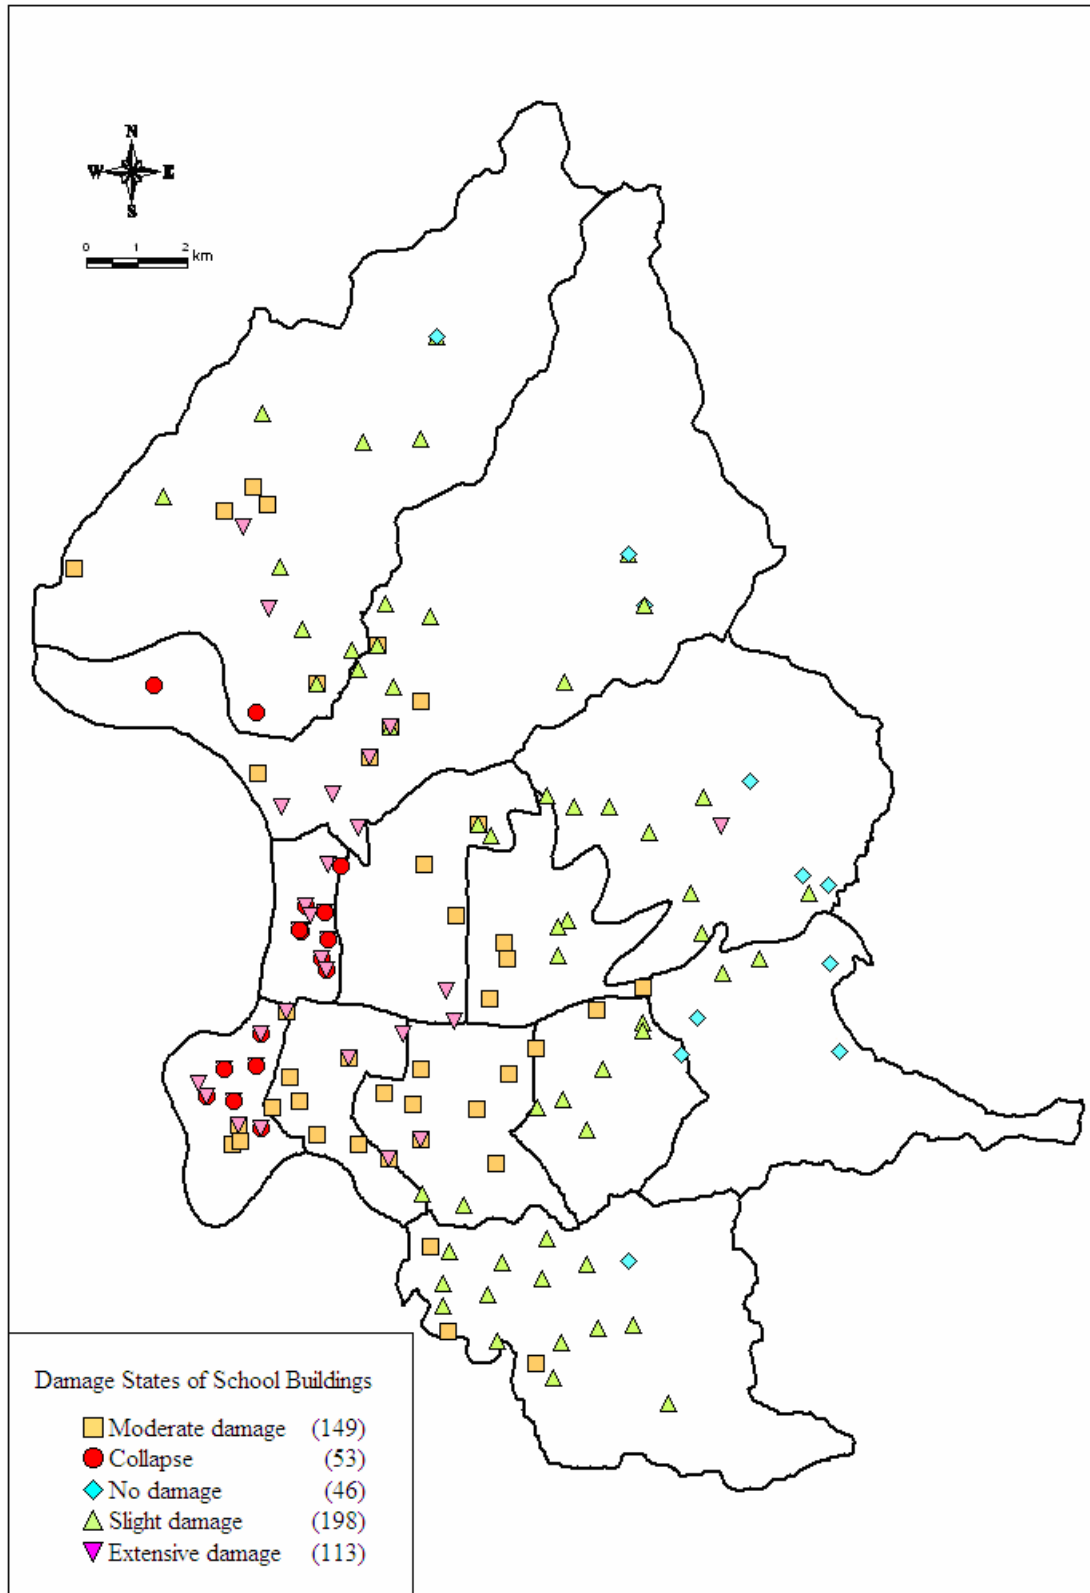 N
W E
S
0 1 2
km
Damage States of School Buildings
Moderate damage (149)
Collapse (53)
No damage (46)
Slight damage (198)
Extensive damage (113)